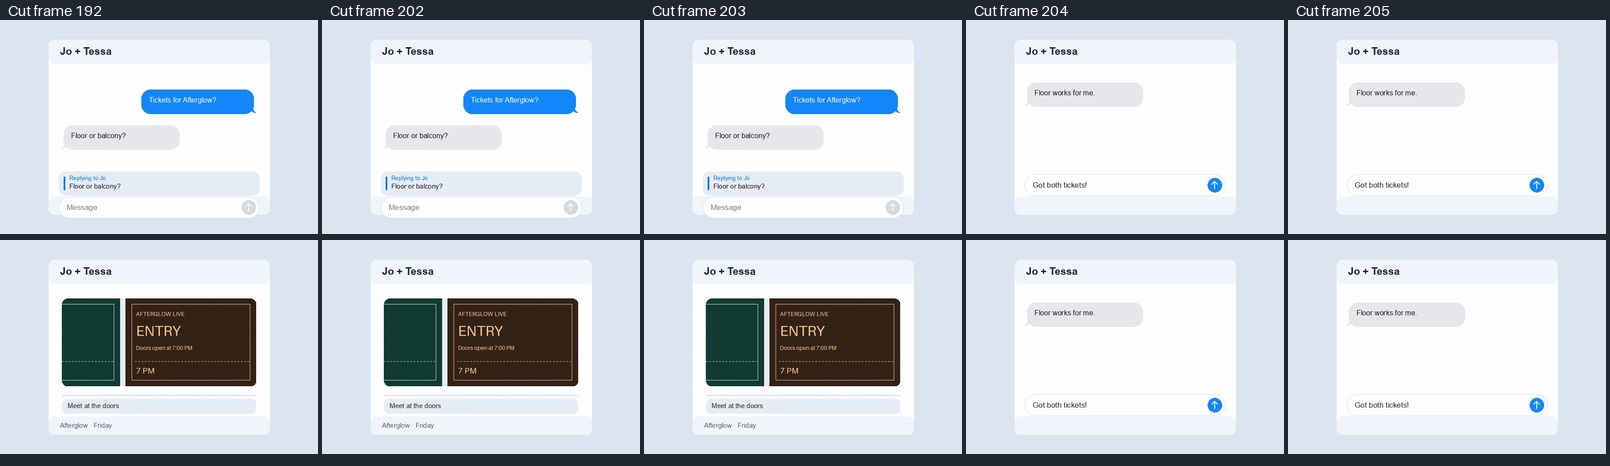 Cut frame 192
Cut frame 202
Cut frame 203
Cut frame 204
Cut frame 205
Jo + Tessa
Tickets for Afterglow?
Floor or balcony?
Replying to Jo
Floor or balcony?
Message
Jo + Tessa
Tickets for Afterglow?
Floor or balcony?
Replying to Jo
Floor or balcony?
Message
Jo + Tessa
Tickets for Afterglow?
Floor or balcony?
Replying to Jo
Floor or balcony?
Message
Jo + Tessa
Floor works for me.
Got both tickets!
Jo + Tessa
Floor works for me.
Got both tickets!
Jo + Tessa
AFTERGLOW LIVE
ENTRY
Doors open at 7:00 PM
7 PM
Meet at the doors
Afterglow · Friday
Jo + Tessa
AFTERGLOW LIVE
ENTRY
Doors open at 7:00 PM
7 PM
Meet at the doors
Afterglow · Friday
Jo + Tessa
AFTERGLOW LIVE
ENTRY
Doors open at 7:00 PM
7 PM
Meet at the doors
Afterglow · Friday
Jo + Tessa
Floor works for me.
Got both tickets!
Jo + Tessa
Floor works for me.
Got both tickets!